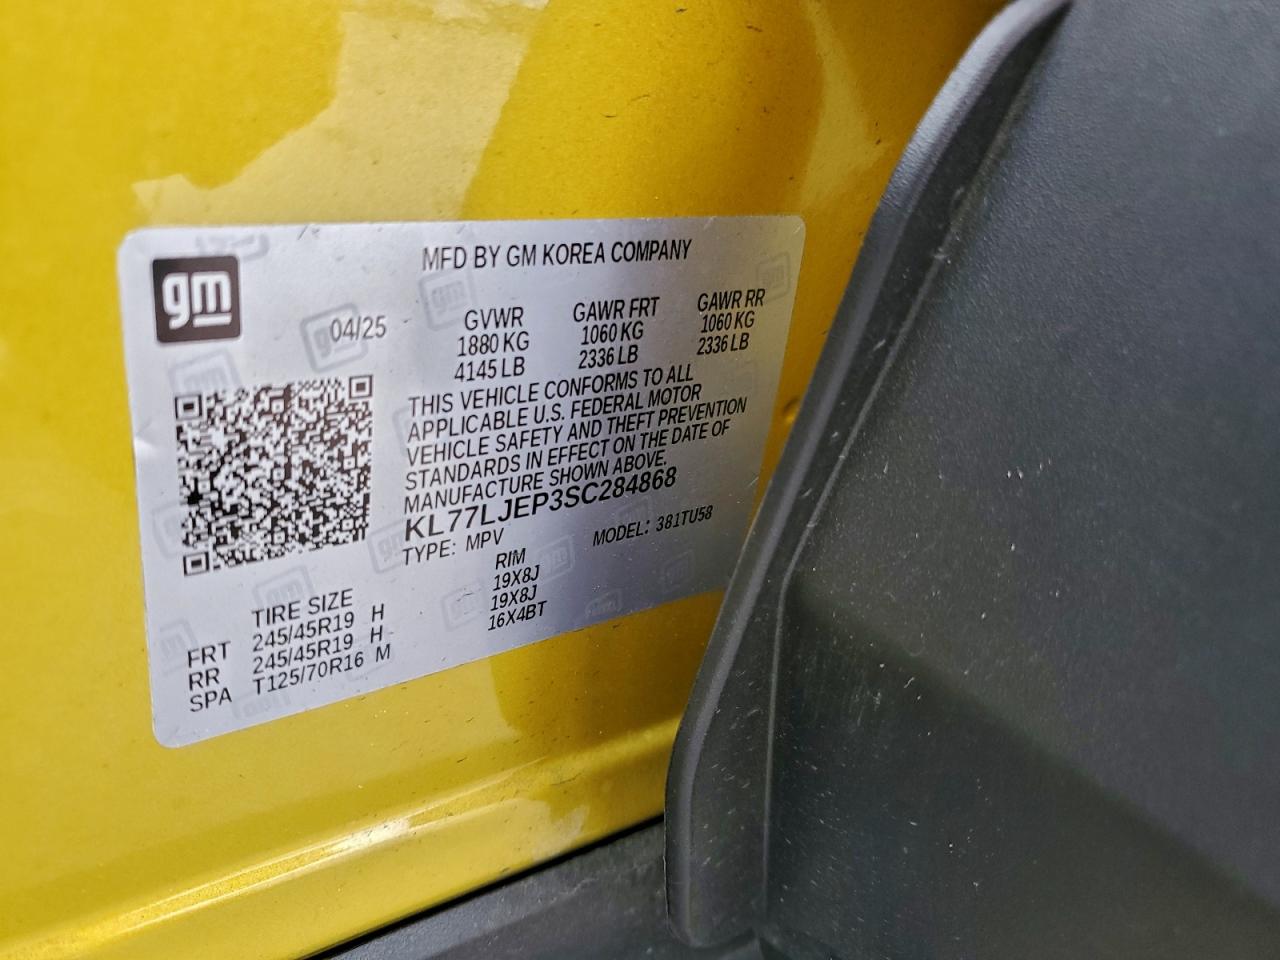 gm
MFD BY GM KOREA COMPANY
04/25
GVWR GAWR FRT GAWR RR
1880 KG 1060 KG 1060 KG
4145 LB 2336 LB 2336 LB
THIS VEHICLE CONFORMS TO ALL
APPLICABLE U.S. FEDERAL MOTOR
VEHICLE SAFETY AND THEFT PREVENTION
STANDARDS IN EFFECT ON THE DATE OF
MANUFACTURE SHOWN ABOVE.
KL77LJEP3SC284868
TYPE: MPV MODEL: 381TU58
TIRE SIZE RIM
FRT 245/45R19 H 19X8J
RR 245/45R19 H 19X8J
SPA T125/70R16 M 16X4BT